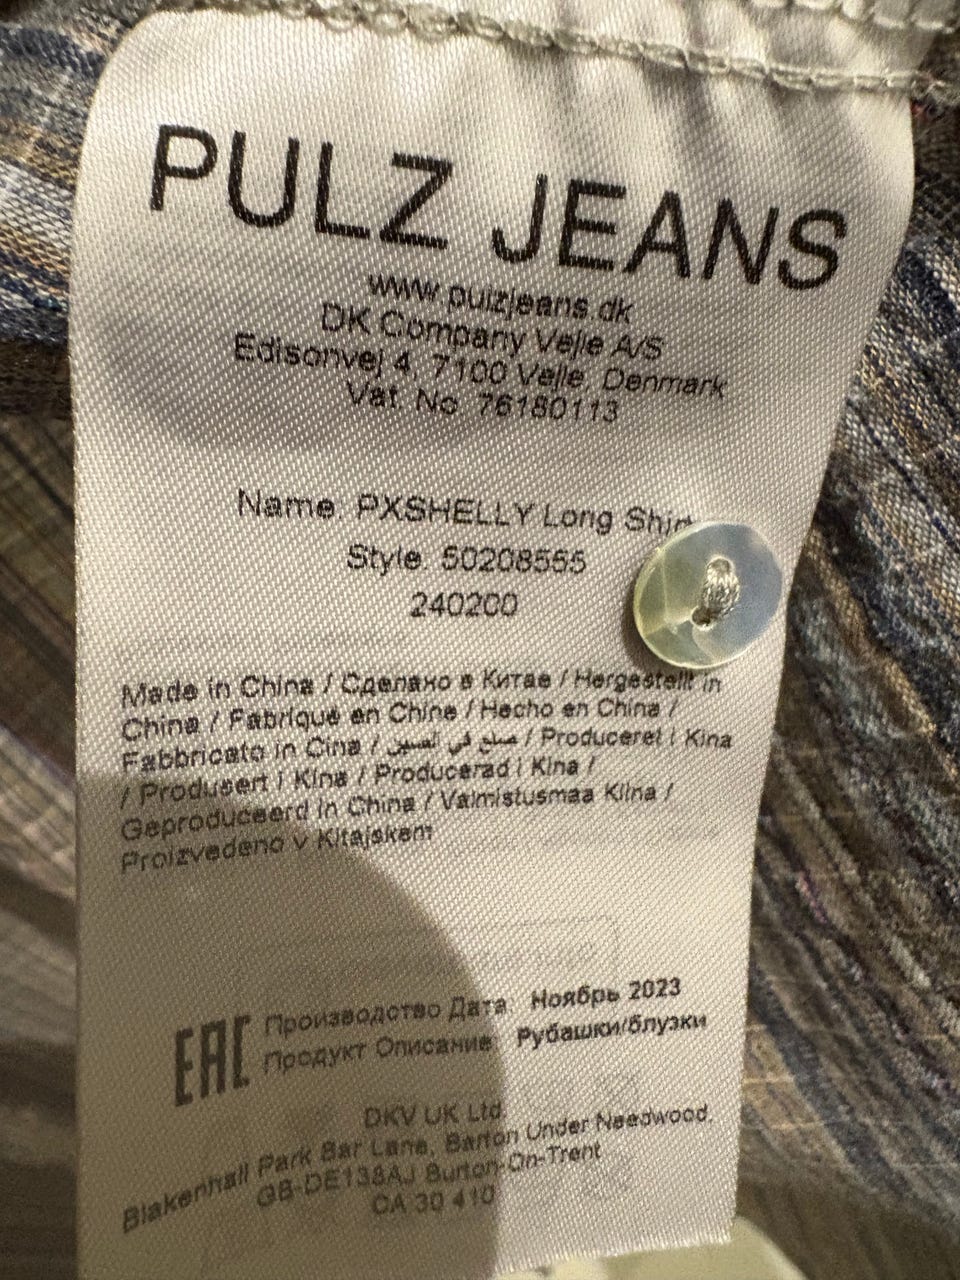 PULZ JEANS
www.pulzjeans.dk
DK Company Vejle A/S
Edisonvej 4, 7100 Vejle, Denmark
Vat. No. 76180113
Name: PXSHELLY Long Shirt
Style: 50208555
240200
Made in China / Сделано в Китае / Hergestellt in
China / Fabriqué en Chine / Hecho en China /
Fabbricato in Cina / صنع في الصين / Produceret i Kina
/ Produsert i Kina / Producerad i Kina /
Geproduceerd in China / Valmistusmaa Kiina /
Proizvedeno v Kitajskem
EAC
Производство Дата: Ноябрь 2023
Продукт Описание: Рубашки/блузки
DKV UK Ltd.
Blakenhall Park Bar Lane, Barton Under Needwood,
GB-DE138AJ Burton-On-Trent
CA 30 410